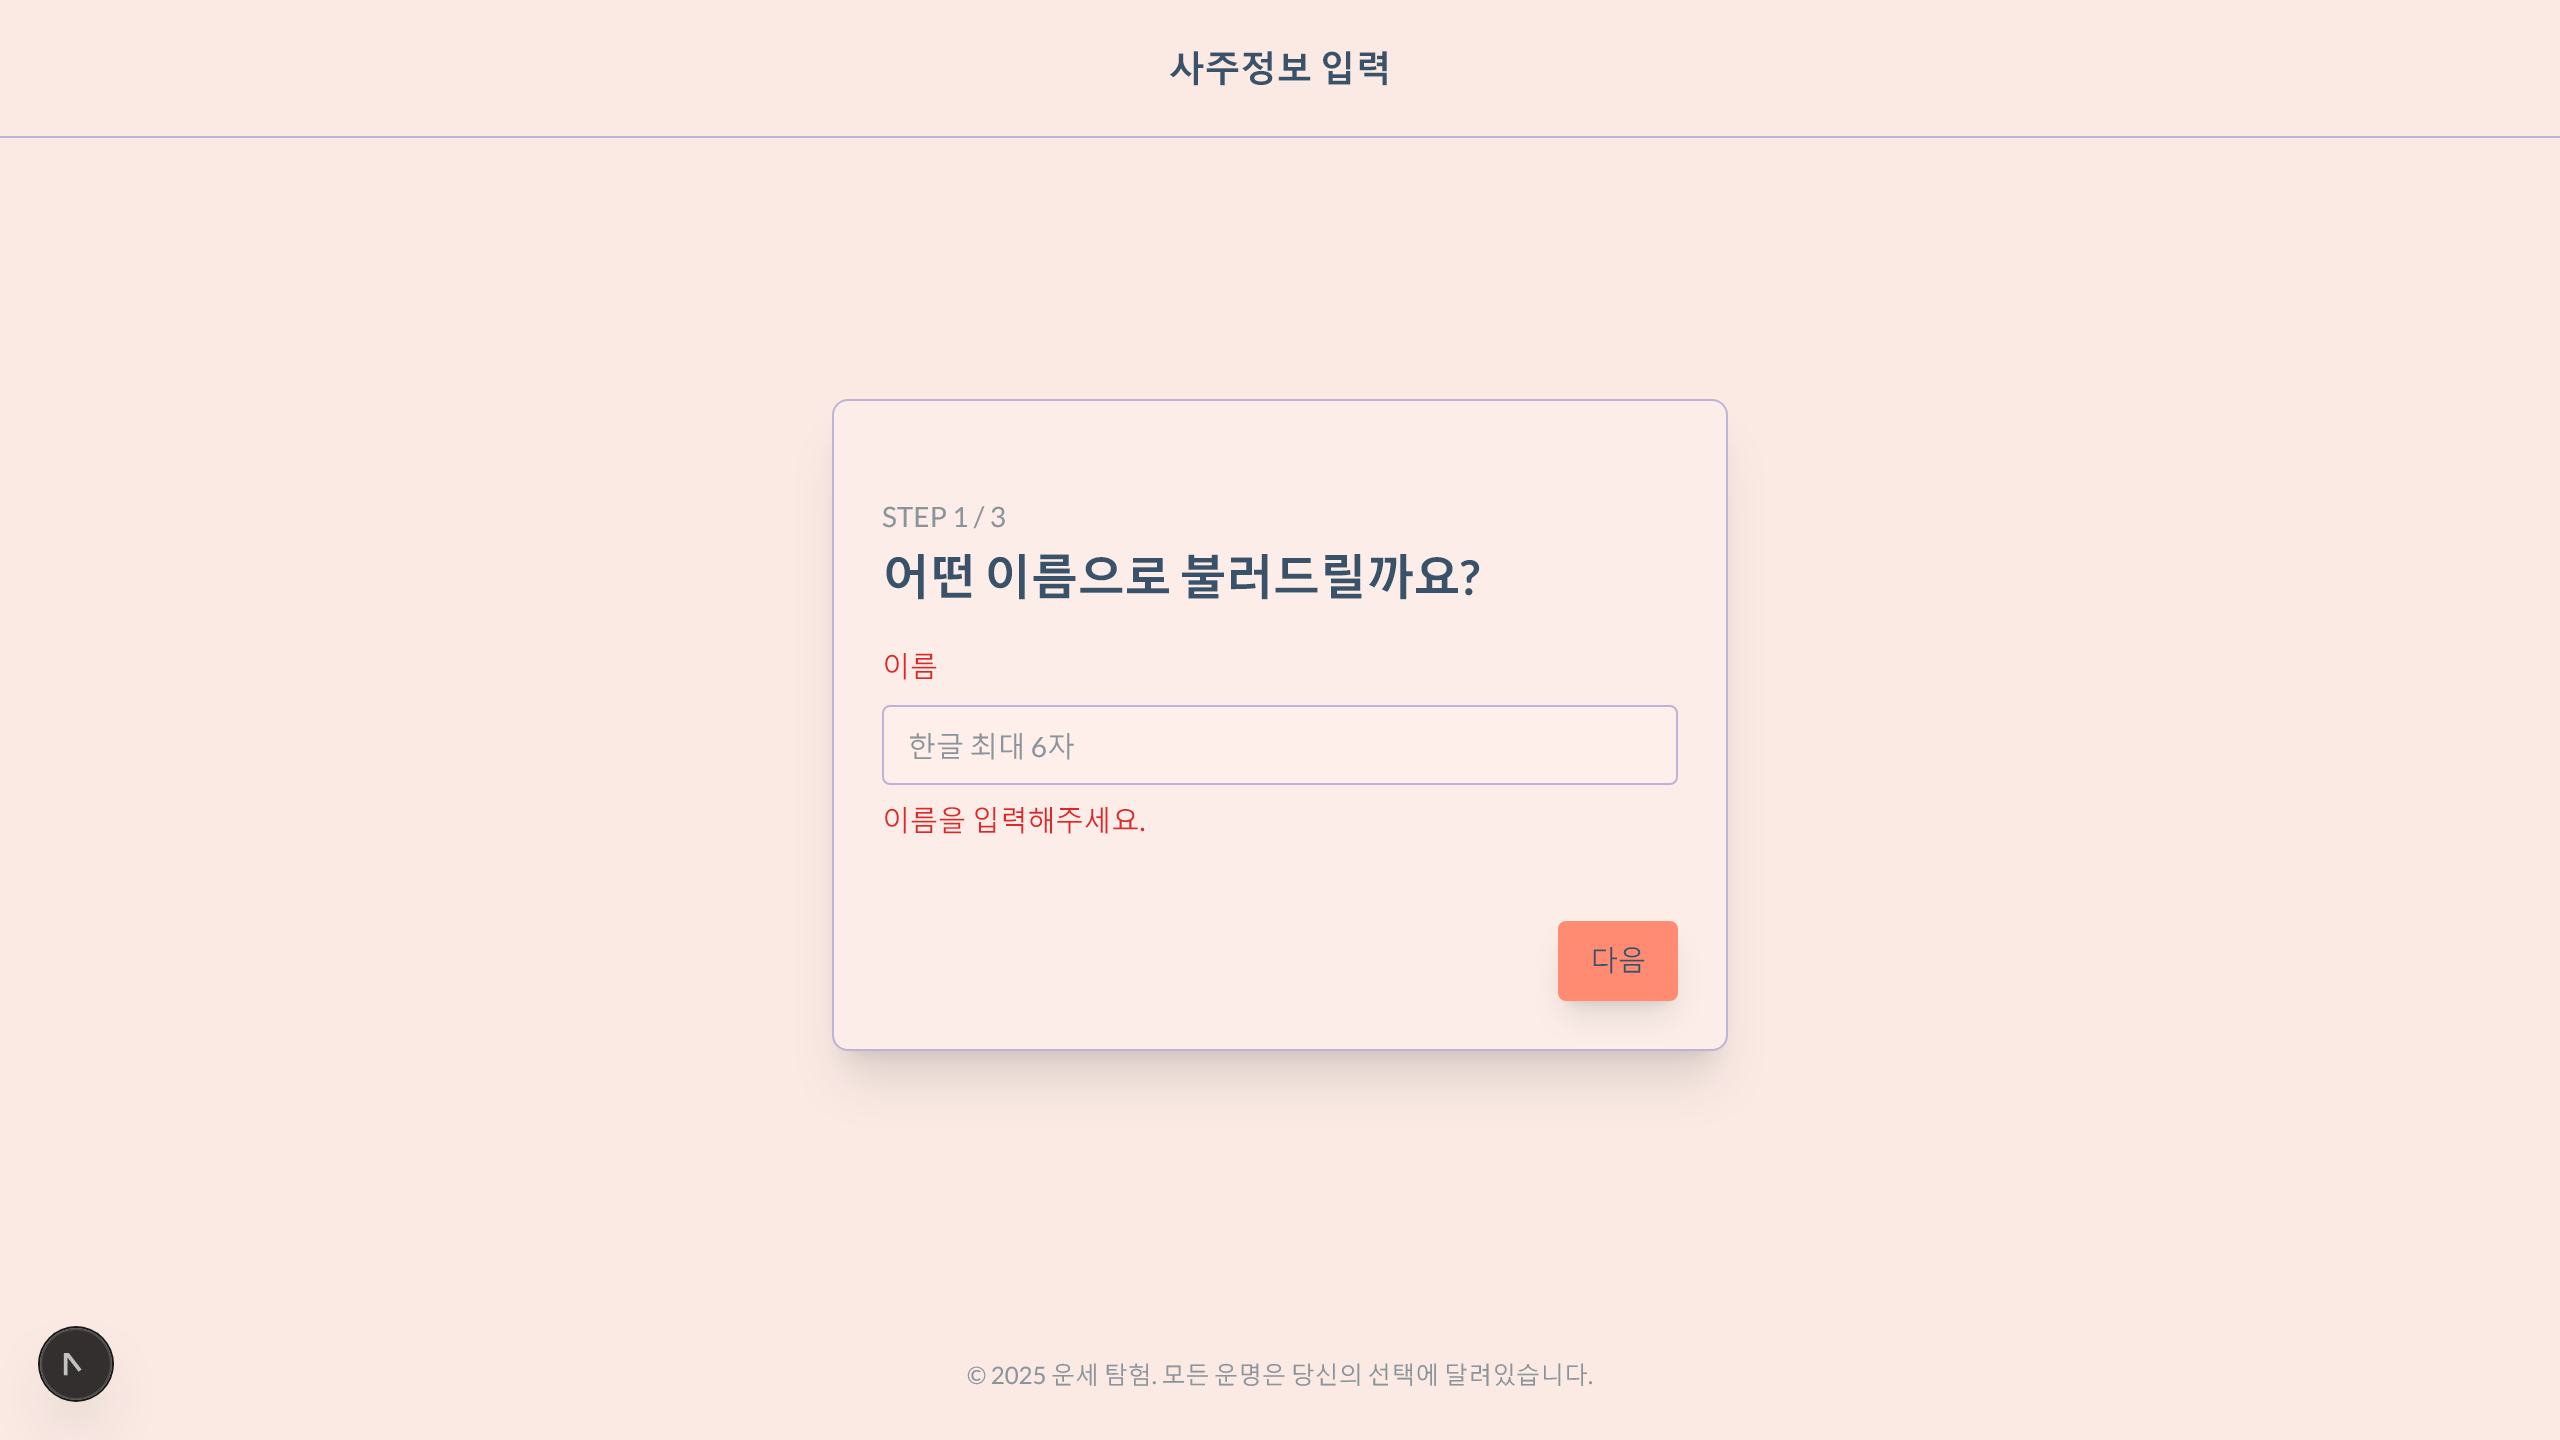 사주정보 입력
STEP 1 / 3
어떤 이름으로 불러드릴까요?
이름
한글 최대 6자
이름을 입력해주세요.
다음
© 2025 운세 탐험. 모든 운명은 당신의 선택에 달려있습니다.